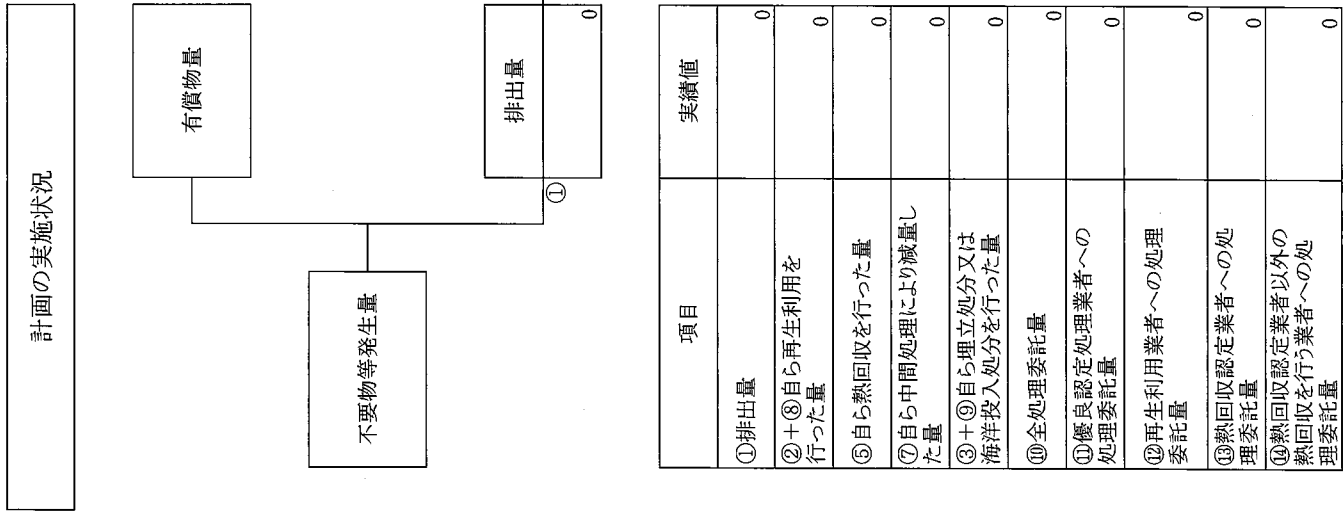 計画の実施状況
有償物量
不要物等発生量
排出量
0
①
項目
実績値
①排出量
0
②+⑧自ら再生利用を
行った量
0
⑤自ら熱回収を行った量
0
⑦自ら中間処理により減量し
た量
0
③+⑨自ら埋立処分又は
海洋投入処分を行った量
0
⑩全処理委託量
0
⑪優良認定処理業者への
処理委託量
0
⑫再生利用業者への処理
委託量
0
⑬熱回収認定業者への処
理委託量
0
⑭熱回収認定業者以外の
熱回収を行う業者への処
理委託量
0